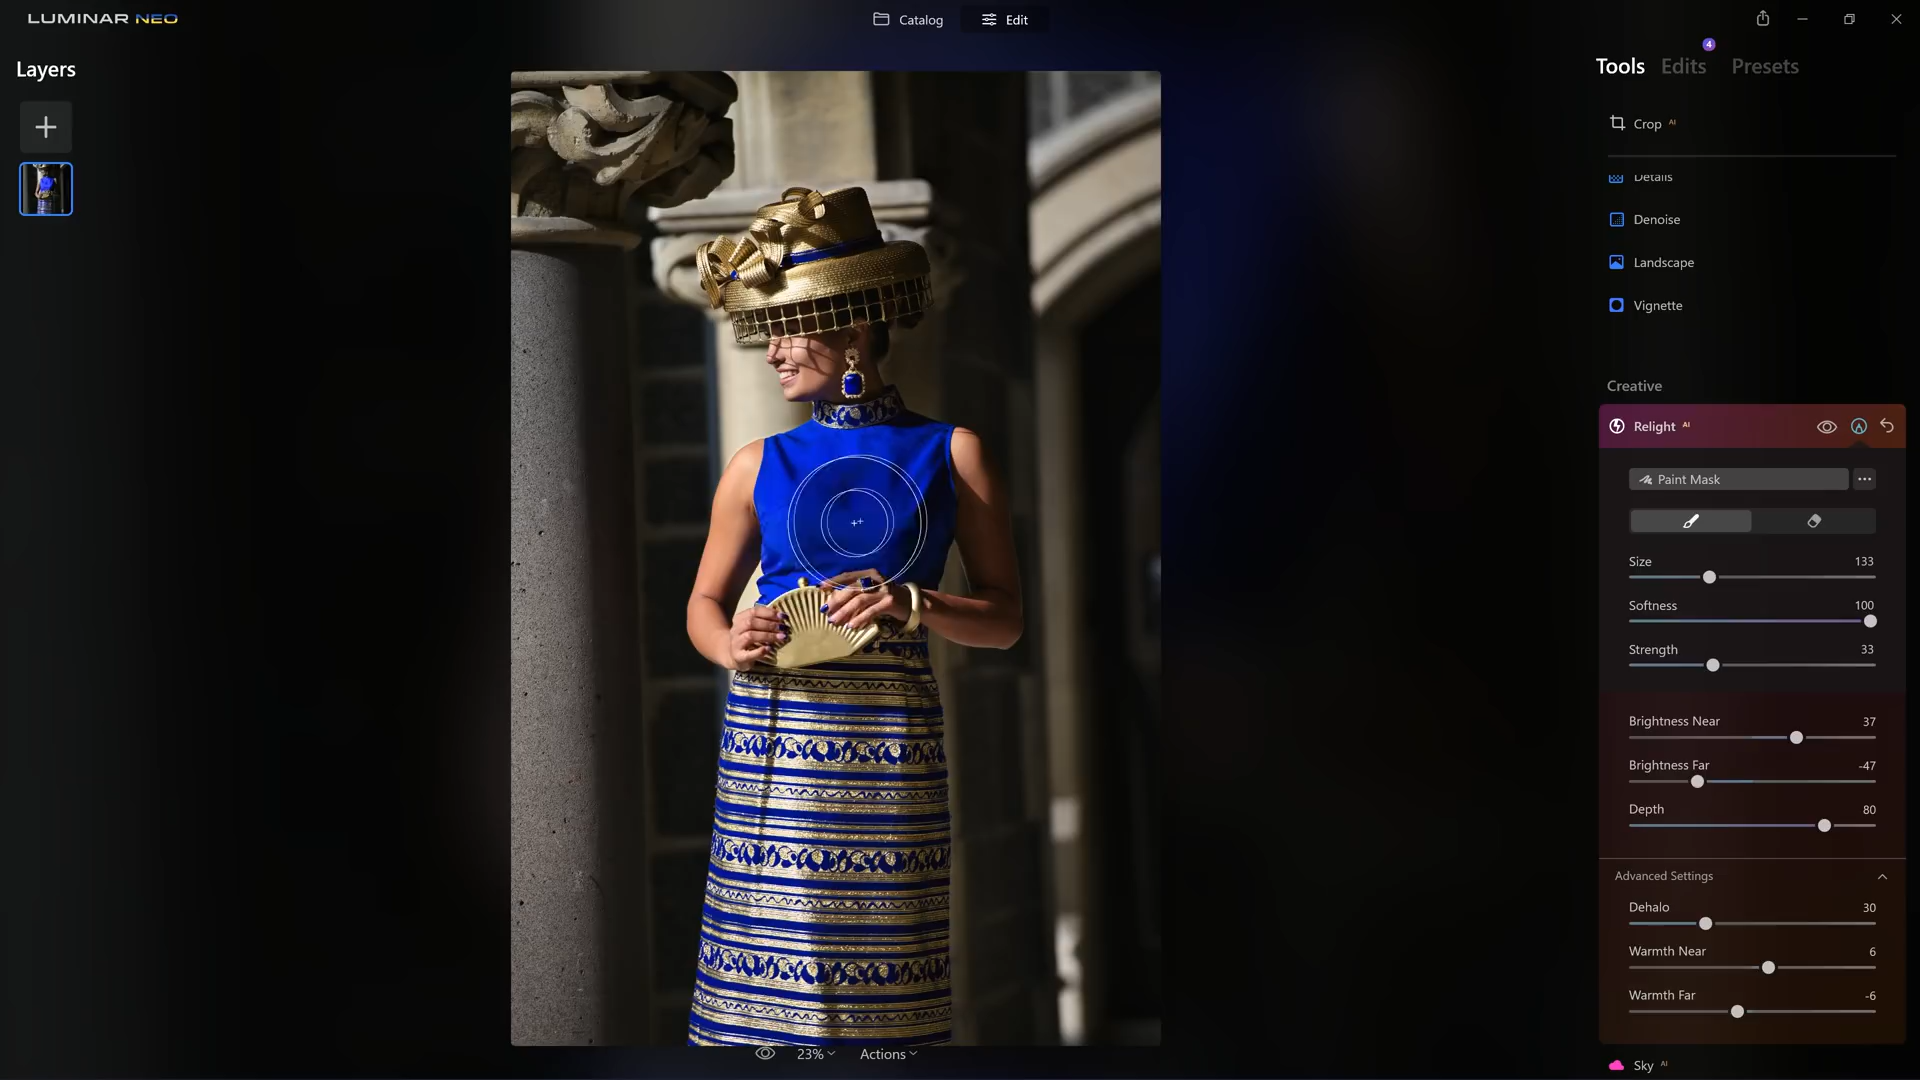 LUMINAR NEO
Catalog
Edit
Layers
4
Tools Edits Presets
Crop AI
Details
Denoise
Landscape
Vignette
Creative
Relight AI
Paint Mask
Size 133
Softness 100
Strength 33
Brightness Near 37
Brightness Far -47
Depth 80
Advanced Settings
Dehalo 30
Warmth Near 6
Warmth Far -6
Sky AI
23%
Actions